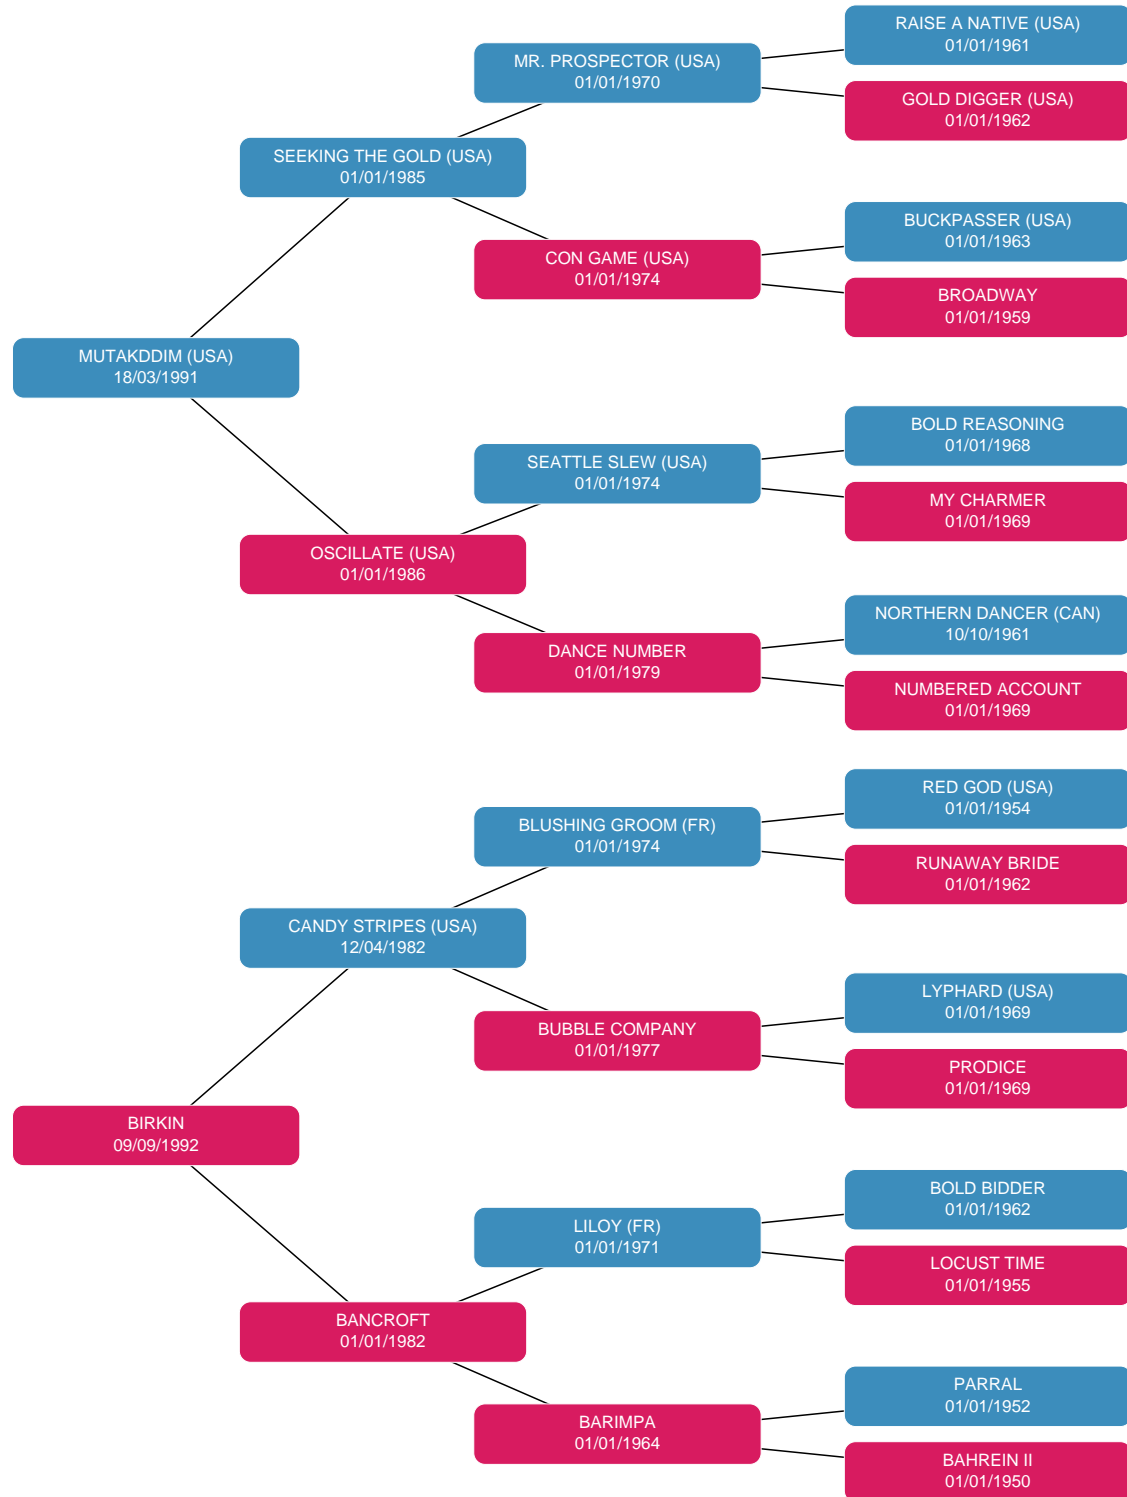 RAISE A NATIVE (USA)
01/01/1961
MR. PROSPECTOR (USA)
01/01/1970
GOLD DIGGER (USA)
01/01/1962
SEEKING THE GOLD (USA)
01/01/1985
BUCKPASSER (USA)
01/01/1963
CON GAME (USA)
01/01/1974
BROADWAY
01/01/1959
MUTAKDDIM (USA)
18/03/1991
BOLD REASONING
01/01/1968
SEATTLE SLEW (USA)
01/01/1974
MY CHARMER
01/01/1969
OSCILLATE (USA)
01/01/1986
NORTHERN DANCER (CAN)
10/10/1961
DANCE NUMBER
01/01/1979
NUMBERED ACCOUNT
01/01/1969
RED GOD (USA)
01/01/1954
BLUSHING GROOM (FR)
01/01/1974
RUNAWAY BRIDE
01/01/1962
CANDY STRIPES (USA)
12/04/1982
LYPHARD (USA)
01/01/1969
BUBBLE COMPANY
01/01/1977
PRODICE
01/01/1969
BIRKIN
09/09/1992
BOLD BIDDER
01/01/1962
LILOY (FR)
01/01/1971
LOCUST TIME
01/01/1955
BANCROFT
01/01/1982
PARRAL
01/01/1952
BARIMPA
01/01/1964
BAHREIN II
01/01/1950